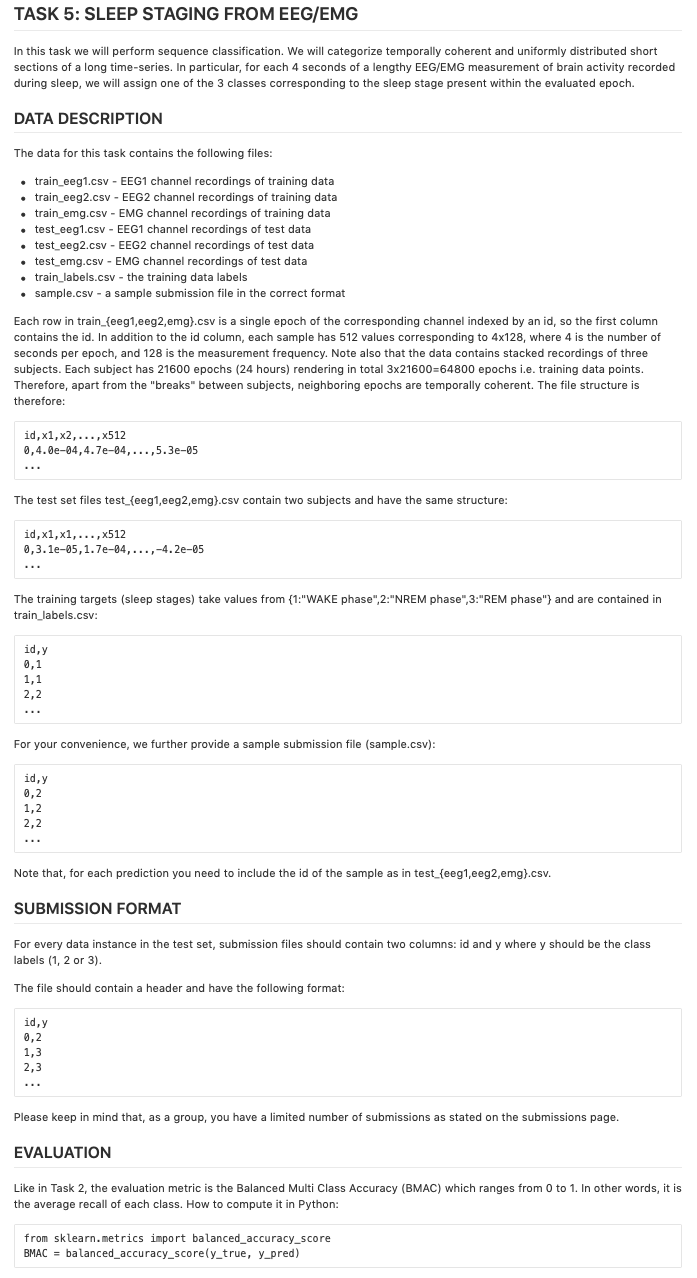 TASK 5: SLEEP STAGING FROM EEG/EMG
In this task we will perform sequence classification. We will categorize temporally coherent and uniformly distributed short
sections of a long time-series. In particular, for each 4 seconds of a lengthy EEG/EMG measurement of brain activity recorded
during sleep, we will assign one of the 3 classes corresponding to the sleep stage present within the evaluated epoch.
DATA DESCRIPTION
The data for this task contains the following files:
• train_eeg1.csv - EEG1 channel recordings of training data
• train_eeg2.csv - EEG2 channel recordings of training data
• train_emg.csv - EMG channel recordings of training data
• test_eeg1.csv - EEG1 channel recordings of test data
• test_eeg2.csv - EEG2 channel recordings of test data
• test_emg.csv - EMG channel recordings of test data
• train_labels.csv - the training data labels
• sample.csv - a sample submission file in the correct format
Each row in train_{eeg1,eeg2,emg}.csv is a single epoch of the corresponding channel indexed by an id, so the first column
contains the id. In addition to the id column, each sample has 512 values corresponding to 4x128, where 4 is the number of
seconds per epoch, and 128 is the measurement frequency. Note also that the data contains stacked recordings of three
subjects. Each subject has 21600 epochs (24 hours) rendering in total 3x21600=64800 epochs i.e. training data points.
Therefore, apart from the "breaks" between subjects, neighboring epochs are temporally coherent. The file structure is
therefore:
id,x1,x2,...,x512
0,4.0e-04,4.7e-04,...,5.3e-05
...
The test set files test_{eeg1,eeg2,emg}.csv contain two subjects and have the same structure:
id,x1,x1,...,x512
0,3.1e-05,1.7e-04,...,-4.2e-05
...
The training targets (sleep stages) take values from {1:"WAKE phase",2:"NREM phase",3:"REM phase"} and are contained in
train_labels.csv:
id,y
0,1
1,1
2,2
...
For your convenience, we further provide a sample submission file (sample.csv):
id,y
0,2
1,2
2,2
...
Note that, for each prediction you need to include the id of the sample as in test_{eeg1,eeg2,emg}.csv.
SUBMISSION FORMAT
For every data instance in the test set, submission files should contain two columns: id and y where y should be the class
labels (1, 2 or 3).
The file should contain a header and have the following format:
id,y
0,2
1,3
2,3
...
Please keep in mind that, as a group, you have a limited number of submissions as stated on the submissions page.
EVALUATION
Like in Task 2, the evaluation metric is the Balanced Multi Class Accuracy (BMAC) which ranges from 0 to 1. In other words, it is
the average recall of each class. How to compute it in Python:
from sklearn.metrics import balanced_accuracy_score
BMAC = balanced_accuracy_score(y_true, y_pred)